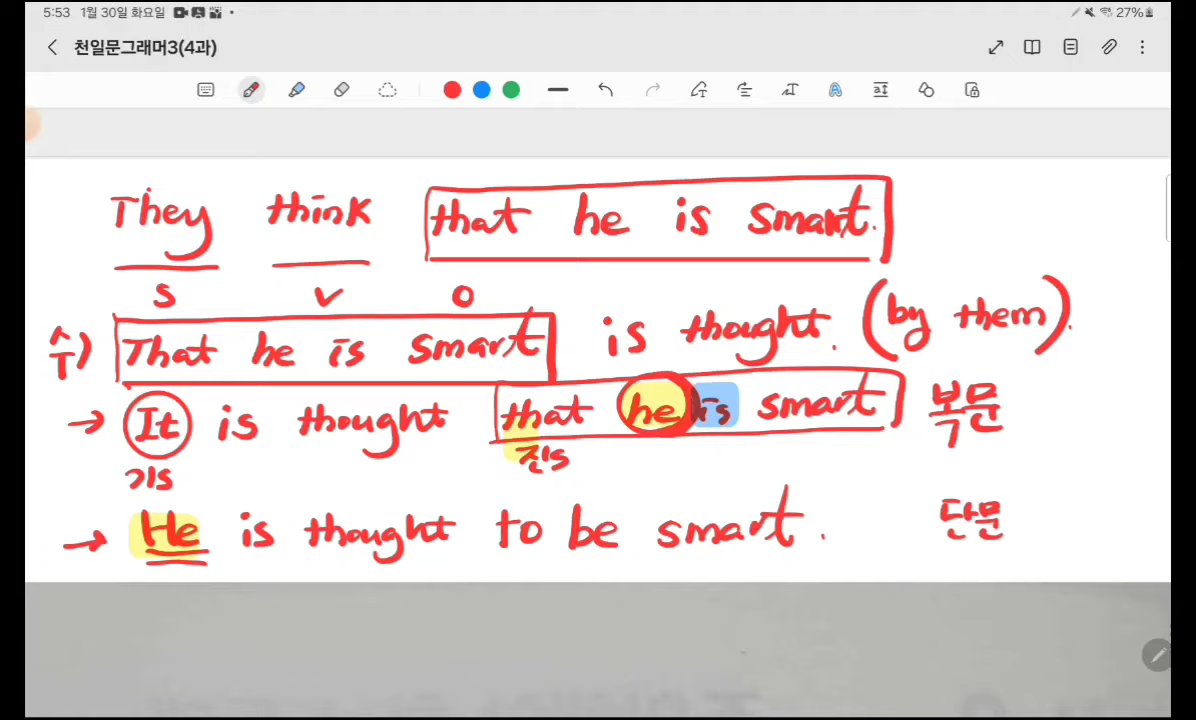 5:53 1월 30일 화요일
27%
천일문그래머3(4과)
They think that he is smart.
S V O
수) That he is smart is thought. (by them).
→ It is thought that he is smart 복문
가S 진S
→ He is thought to be smart. 단문